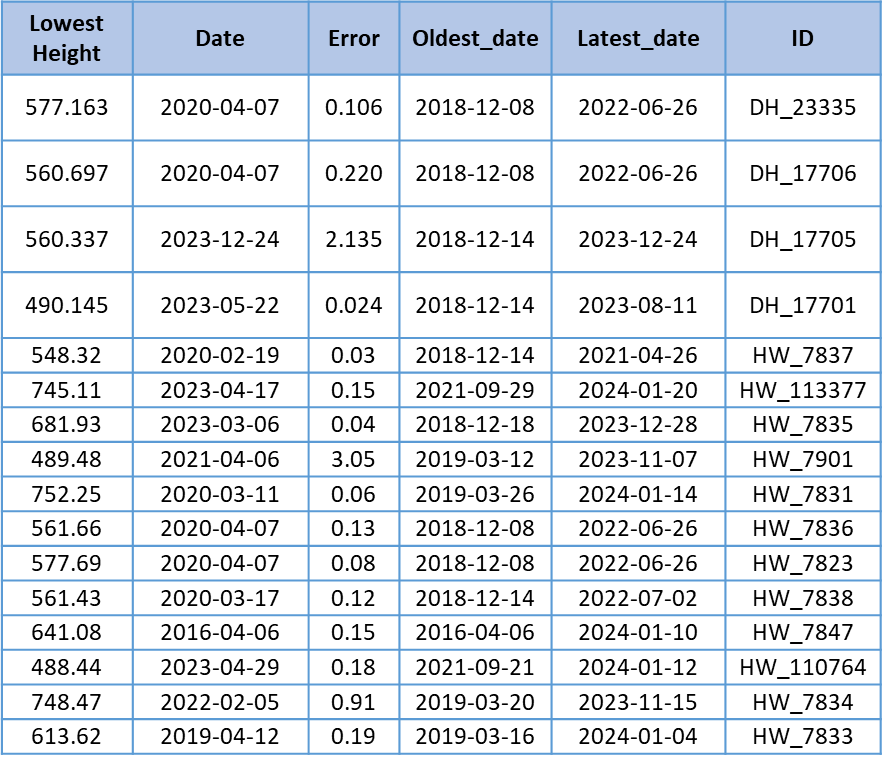 Lowest Height Date Error Oldest_date Latest_date ID
577.163 2020-04-07 0.106 2018-12-08 2022-06-26 DH_23335
560.697 2020-04-07 0.220 2018-12-08 2022-06-26 DH_17706
560.337 2023-12-24 2.135 2018-12-14 2023-12-24 DH_17705
490.145 2023-05-22 0.024 2018-12-14 2023-08-11 DH_17701
548.32 2020-02-19 0.03 2018-12-14 2021-04-26 HW_7837
745.11 2023-04-17 0.15 2021-09-29 2024-01-20 HW_113377
681.93 2023-03-06 0.04 2018-12-18 2023-12-28 HW_7835
489.48 2021-04-06 3.05 2019-03-12 2023-11-07 HW_7901
752.25 2020-03-11 0.06 2019-03-26 2024-01-14 HW_7831
561.66 2020-04-07 0.13 2018-12-08 2022-06-26 HW_7836
577.69 2020-04-07 0.08 2018-12-08 2022-06-26 HW_7823
561.43 2020-03-17 0.12 2018-12-14 2022-07-02 HW_7838
641.08 2016-04-06 0.15 2016-04-06 2024-01-10 HW_7847
488.44 2023-04-29 0.18 2021-09-21 2024-01-12 HW_110764
748.47 2022-02-05 0.91 2019-03-20 2023-11-15 HW_7834
613.62 2019-04-12 0.19 2019-03-16 2024-01-04 HW_7833